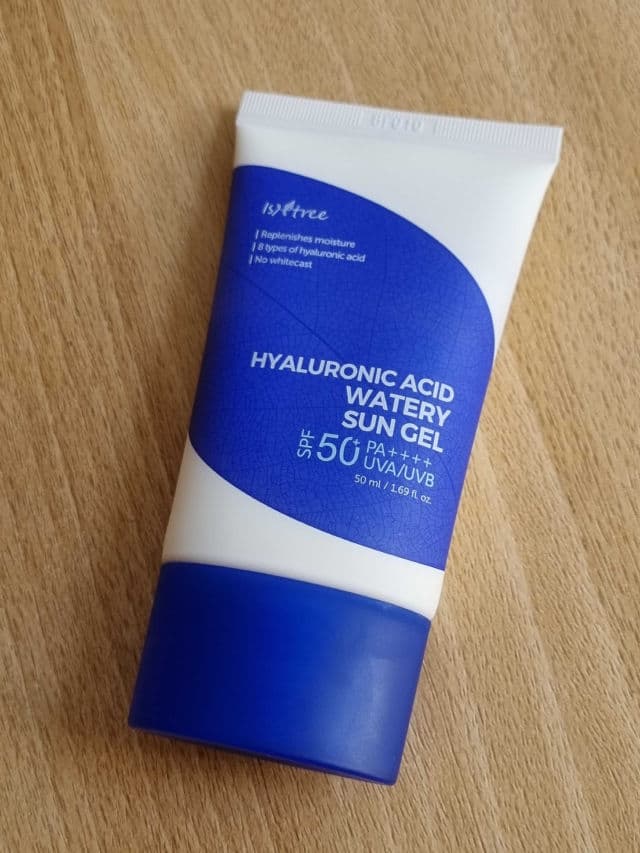 Isntree
| Replenishes moisture
| 8 types of hyaluronic acid
| No whitecast
HYALURONIC ACID
WATERY
SUN GEL
SPF 50+ PA++++
UVA/UVB
50 ml / 1.69 fl. oz.